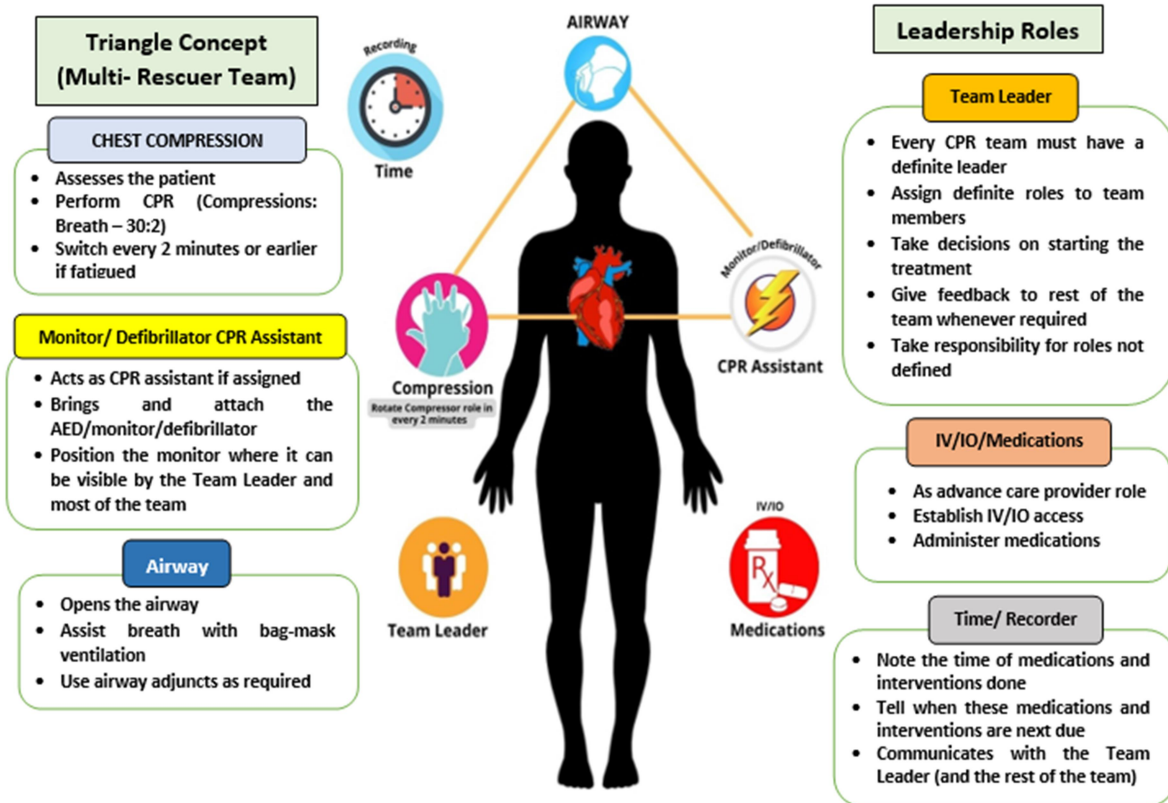 Triangle Concept
(Multi- Rescuer Team)
CHEST COMPRESSION
• Assesses the patient
• Perform CPR (Compressions:
Breath – 30:2)
• Switch every 2 minutes or earlier
if fatigued
Monitor/ Defibrillator CPR Assistant
• Acts as CPR assistant if assigned
• Brings and attach the
AED/monitor/defibrillator
• Position the monitor where it can
be visible by the Team Leader and
most of the team
Airway
• Opens the airway
• Assist breath with bag-mask
ventilation
• Use airway adjuncts as required
Recording
Time
AIRWAY
Compression
Rotate Compressor role in
every 2 minutes
Monitor/Defibrillator
CPR Assistant
Team Leader
IV/IO
Rx
Medications
Leadership Roles
Team Leader
• Every CPR team must have a
definite leader
• Assign definite roles to team
members
• Take decisions on starting the
treatment
• Give feedback to rest of the
team whenever required
• Take responsibility for roles not
defined
IV/IO/Medications
• As advance care provider role
• Establish IV/IO access
• Administer medications
Time/ Recorder
• Note the time of medications and
interventions done
• Tell when these medications and
interventions are next due
• Communicates with the Team
Leader (and the rest of the team)